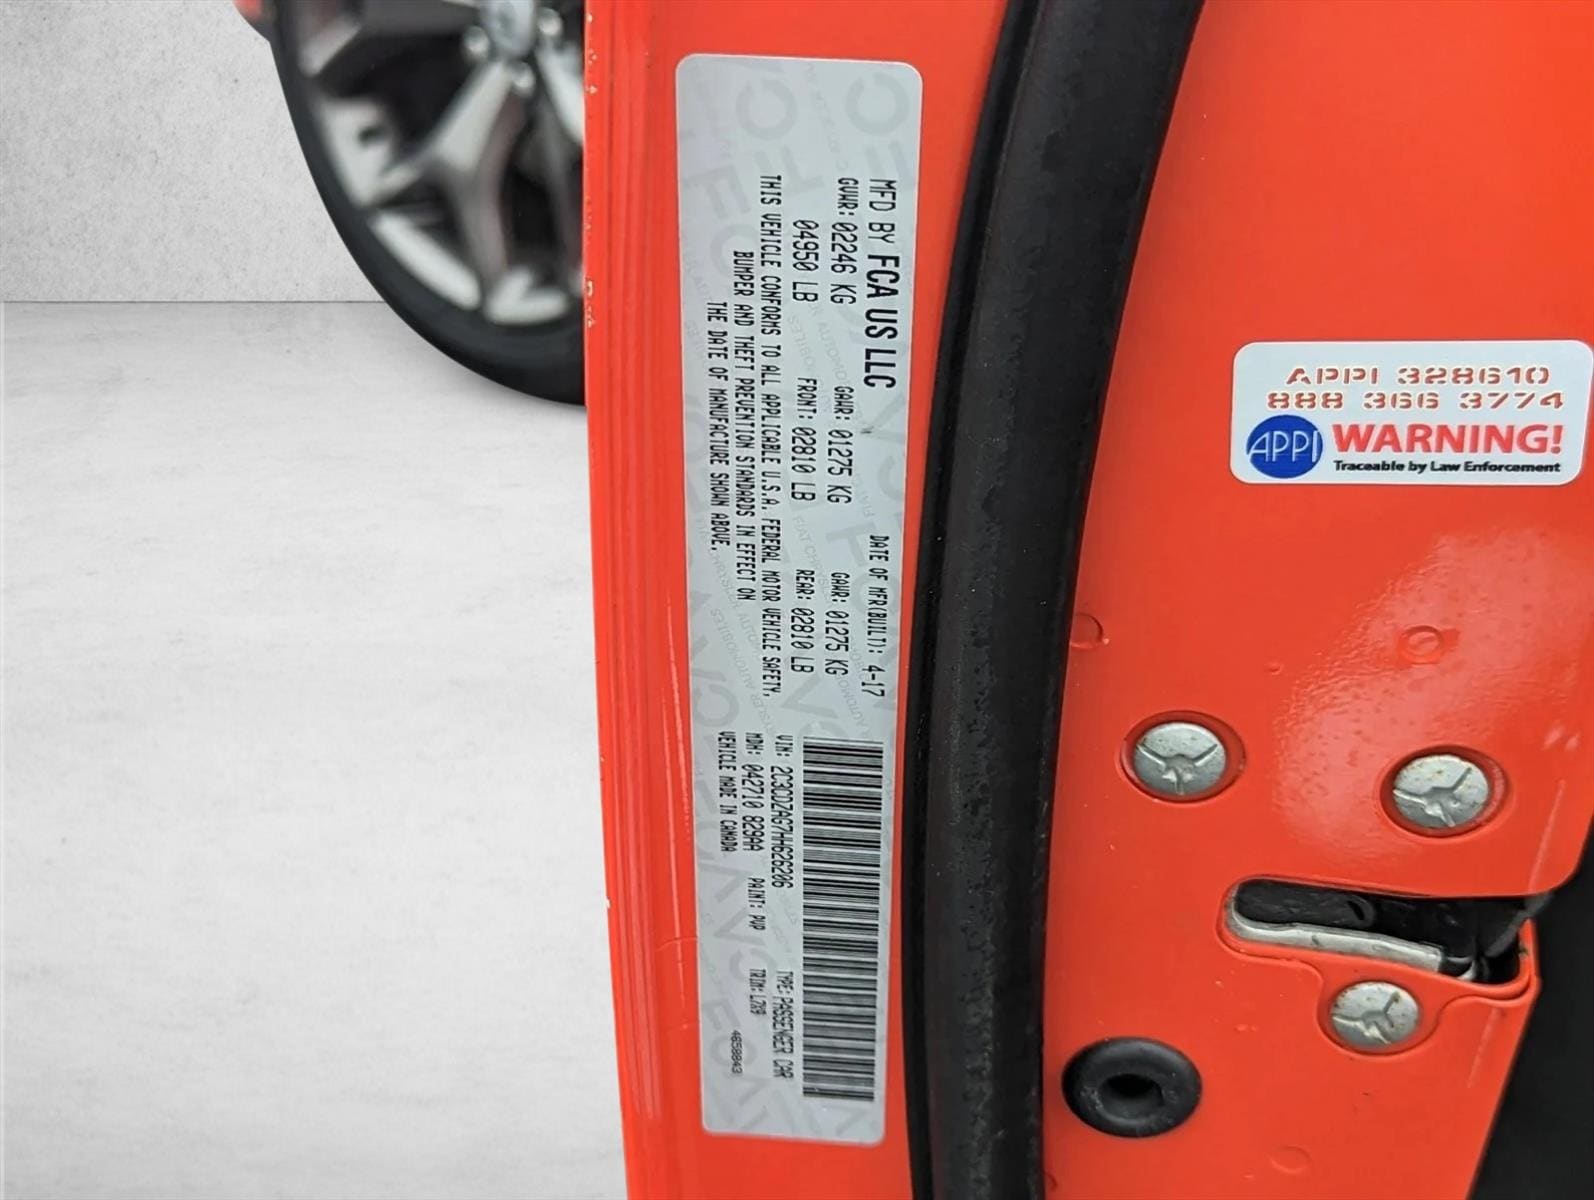 MFD BY FCA US LLC
DATE OF MFR(BUILT): 4-17
GVWR: 02246 KG
GAWR: 01275 KG
GAWR: 01275 KG
04950 LB
FRONT: 02810 LB
REAR: 02810 LB
THIS VEHICLE CONFORMS TO ALL APPLICABLE U.S.A. FEDERAL MOTOR VEHICLE SAFETY,
BUMPER AND THEFT PREVENTION STANDARDS IN EFFECT ON
THE DATE OF MANUFACTURE SHOWN ABOVE.
VIN: 2C3CDZAG7HH626206
TYPE: PASSENGER CAR
MDH: 042710 829AA
PAINT: PVP
TRIM: L7X9
VEHICLE MADE IN CANADA
4650043
APPI 328610
888 366 3774
APPI WARNING!
Traceable by Law Enforcement